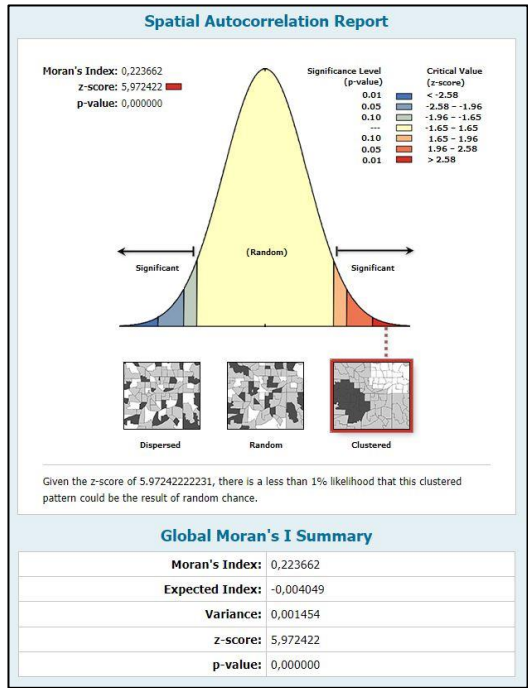 Spatial Autocorrelation Report
Moran's Index: 0,223662
z-score: 5,972422
p-value: 0,000000
Significance Level (p-value)
Critical Value (z-score)
0.01 < -2.58
0.05 -2.58 – -1.96
0.10 -1.96 – -1.65
--- -1.65 – 1.65
0.10 1.65 – 1.96
0.05 1.96 – 2.58
0.01 > 2.58
Significant
(Random)
Significant
Dispersed
Random
Clustered
Given the z-score of 5.97242222231, there is a less than 1% likelihood that this clustered
pattern could be the result of random chance.
Global Moran's I Summary
Moran's Index: 0,223662
Expected Index: -0,004049
Variance: 0,001454
z-score: 5,972422
p-value: 0,000000